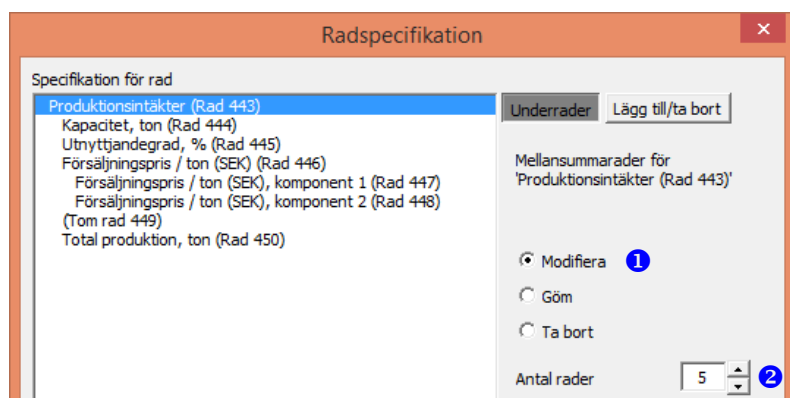 Radspecifikation
×
Specifikation för rad
Produktionsintäkter (Rad 443)
Kapacitet, ton (Rad 444)
Utnyttjandegrad, % (Rad 445)
Försäljningspris / ton (SEK) (Rad 446)
Försäljningspris / ton (SEK), komponent 1 (Rad 447)
Försäljningspris / ton (SEK), komponent 2 (Rad 448)
(Tom rad 449)
Total produktion, ton (Rad 450)
Underrader Lägg till/ta bort
Mellansummarader för
'Produktionsintäkter (Rad 443)'
Modifiera 1
Göm
Ta bort
Antal rader 5 2